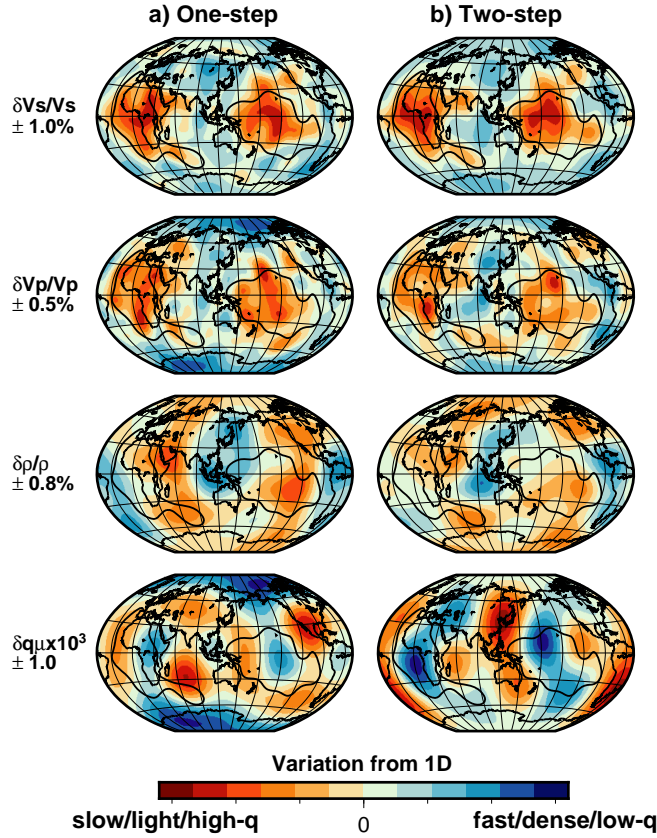 a) One-step
b) Two-step
δVs/Vs
± 1.0%
δVp/Vp
± 0.5%
δρ/ρ
± 0.8%
δqμx10³
± 1.0
Variation from 1D
slow/light/high-q
0
fast/dense/low-q